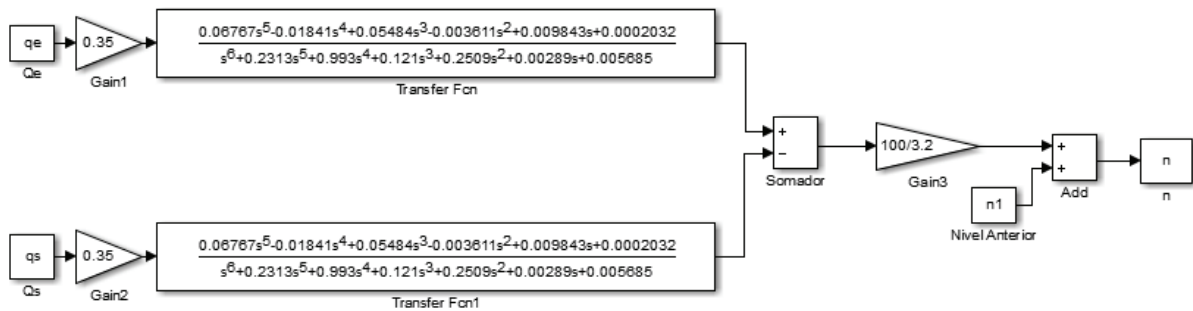 qe
Qe
0.35
Gain1
0.06767s5-0.01841s4+0.05484s3-0.003611s2+0.009843s+0.0002032
s6+0.2313s5+0.993s4+0.121s3+0.2509s2+0.00289s+0.005685
Transfer Fcn
+
−
Somador
100/3.2
Gain3
n1
Nivel Anterior
+
+
Add
n
n
qs
Qs
0.35
Gain2
0.06767s5-0.01841s4+0.05484s3-0.003611s2+0.009843s+0.0002032
s6+0.2313s5+0.993s4+0.121s3+0.2509s2+0.00289s+0.005685
Transfer Fcn1